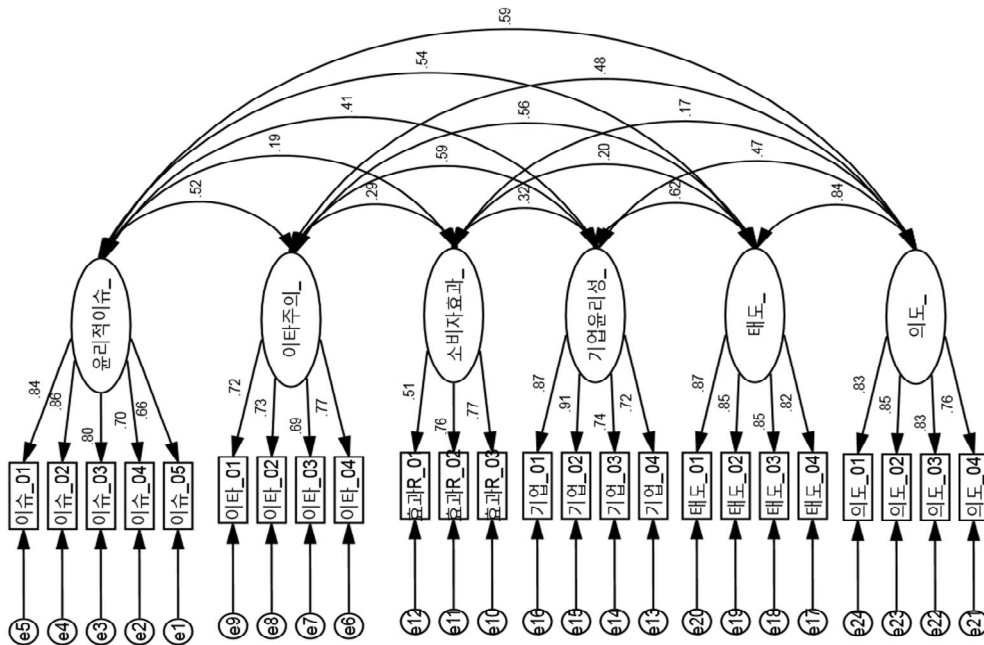 .59
.54
.48
.41
.56
.17
.19
.59
.20
.47
.52
.29
.32
.62
.84
윤리적이슈_
이타주의_
소비자효과_
기업윤리성_
태도_
의도_
.84
.86
.80
.70
.66
.72
.73
.69
.77
.51
.76
.77
.87
.91
.74
.72
.87
.85
.85
.82
.83
.85
.83
.76
이슈_01
이슈_02
이슈_03
이슈_04
이슈_05
이타_01
이타_02
이타_03
이타_04
효과R_01
효과R_02
효과R_03
기업_01
기업_02
기업_03
기업_04
태도_01
태도_02
태도_03
태도_04
의도_01
의도_02
의도_03
의도_04
e5
e4
e3
e2
e1
e9
e8
e7
e6
e12
e11
e10
e16
e15
e14
e13
e20
e19
e18
e17
e24
e23
e22
e21